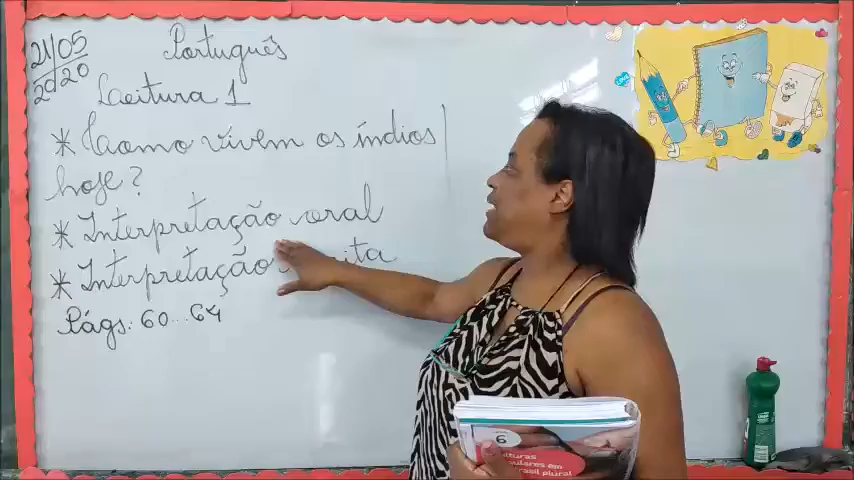 21/05
2020
Português
Leitura 1
* Como vivem os índios
hoje?
* Interpretação oral
* Interpretação
Págs: 60...64
6